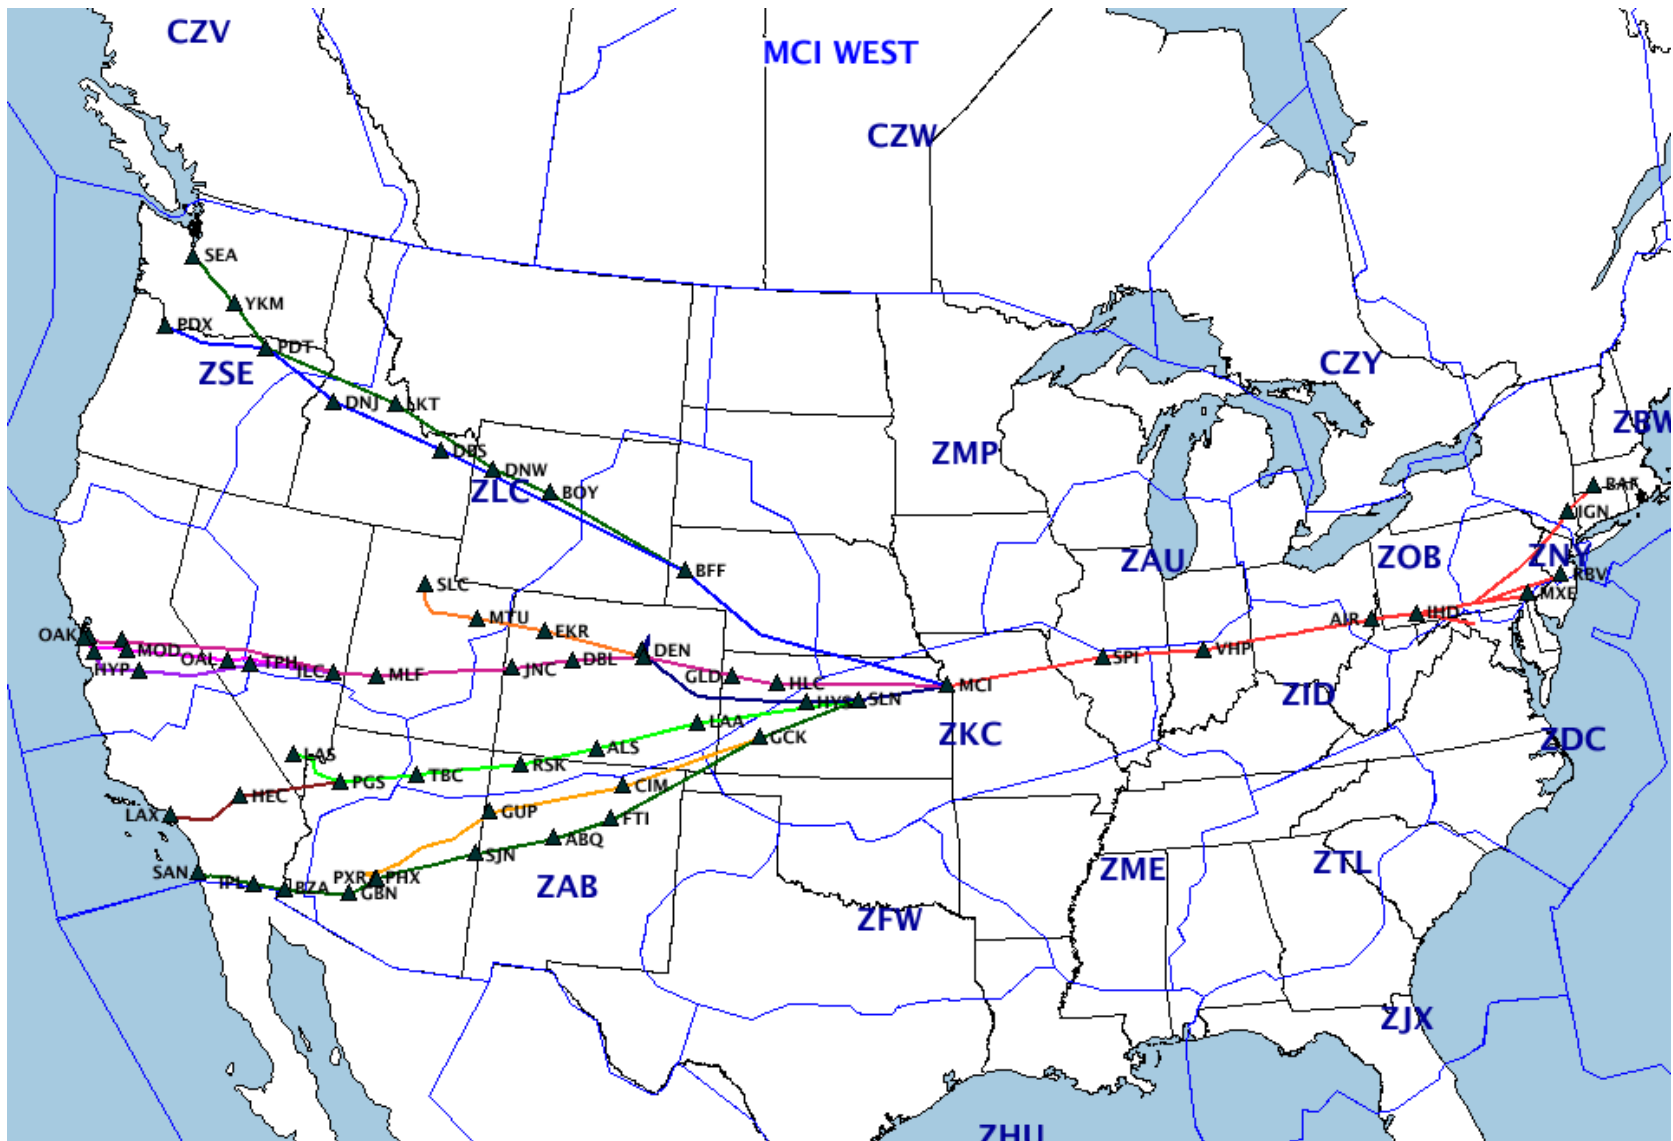 CZV
MCI WEST
CZW
SEA
YKM
PDX
PDT
ZSE
CZY
DNJ
LKT
ZBW
DBS
ZMP
DNW
ZLC
BOY
BAF
IGN
ZAU
ZOB
ZNY
BFF
RBV
SLC
MXE
MTU
AIR
IHD
EKR
OAK
MOD
DEN
VHP
OAL
TPH
DBL
SPI
HYP
ILC
MLF
JNC
GLD
HLC
MCI
HYS
SLN
ZID
LAA
ZKC
GCK
ZDC
LAS
ALS
RSK
PGS
TBC
CIM
HEC
LAX
GUP
FTI
ABQ
SJN
SAN
IPL
BZA
PXR
PHX
GBN
ZAB
ZME
ZTL
ZFW
ZJX
ZHU